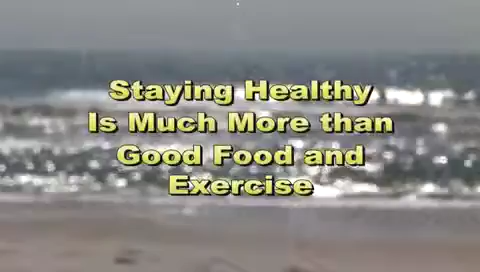 Staying Healthy
Is Much More than
Good Food and
Exercise